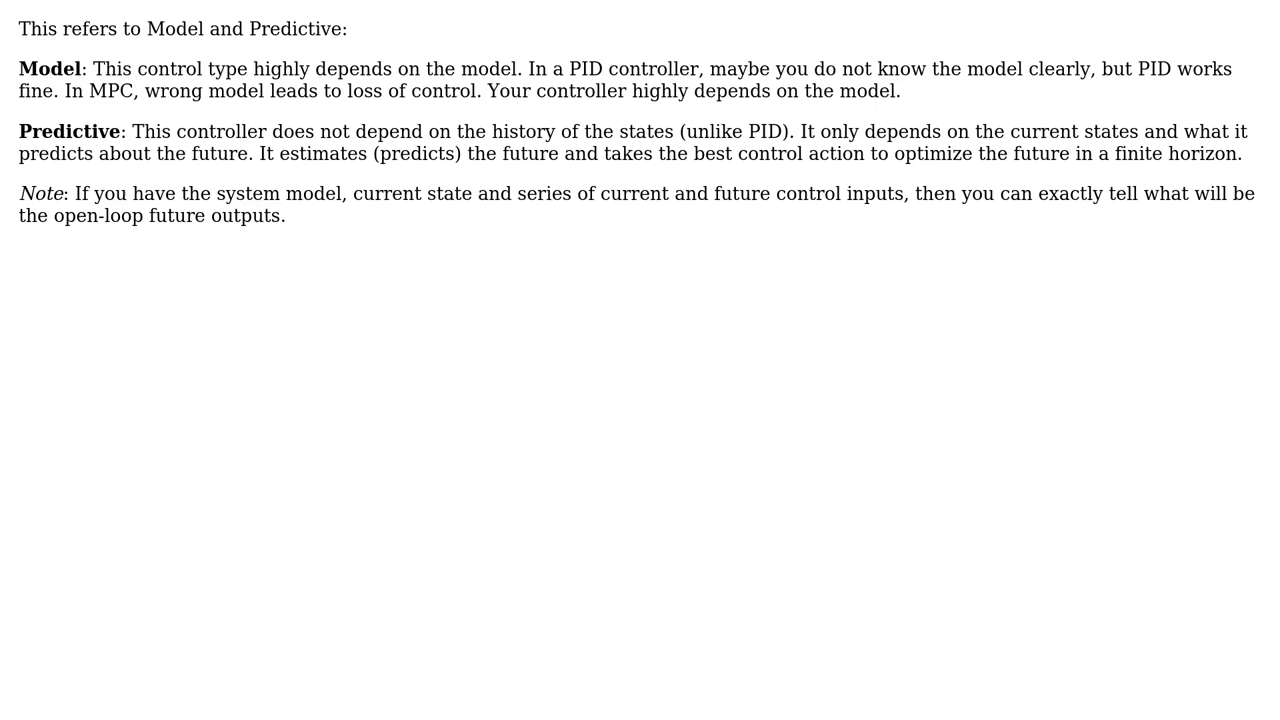 This refers to Model and Predictive:
Model: This control type highly depends on the model. In a PID controller, maybe you do not know the model clearly, but PID works
fine. In MPC, wrong model leads to loss of control. Your controller highly depends on the model.
Predictive: This controller does not depend on the history of the states (unlike PID). It only depends on the current states and what it
predicts about the future. It estimates (predicts) the future and takes the best control action to optimize the future in a finite horizon.
Note: If you have the system model, current state and series of current and future control inputs, then you can exactly tell what will be
the open-loop future outputs.